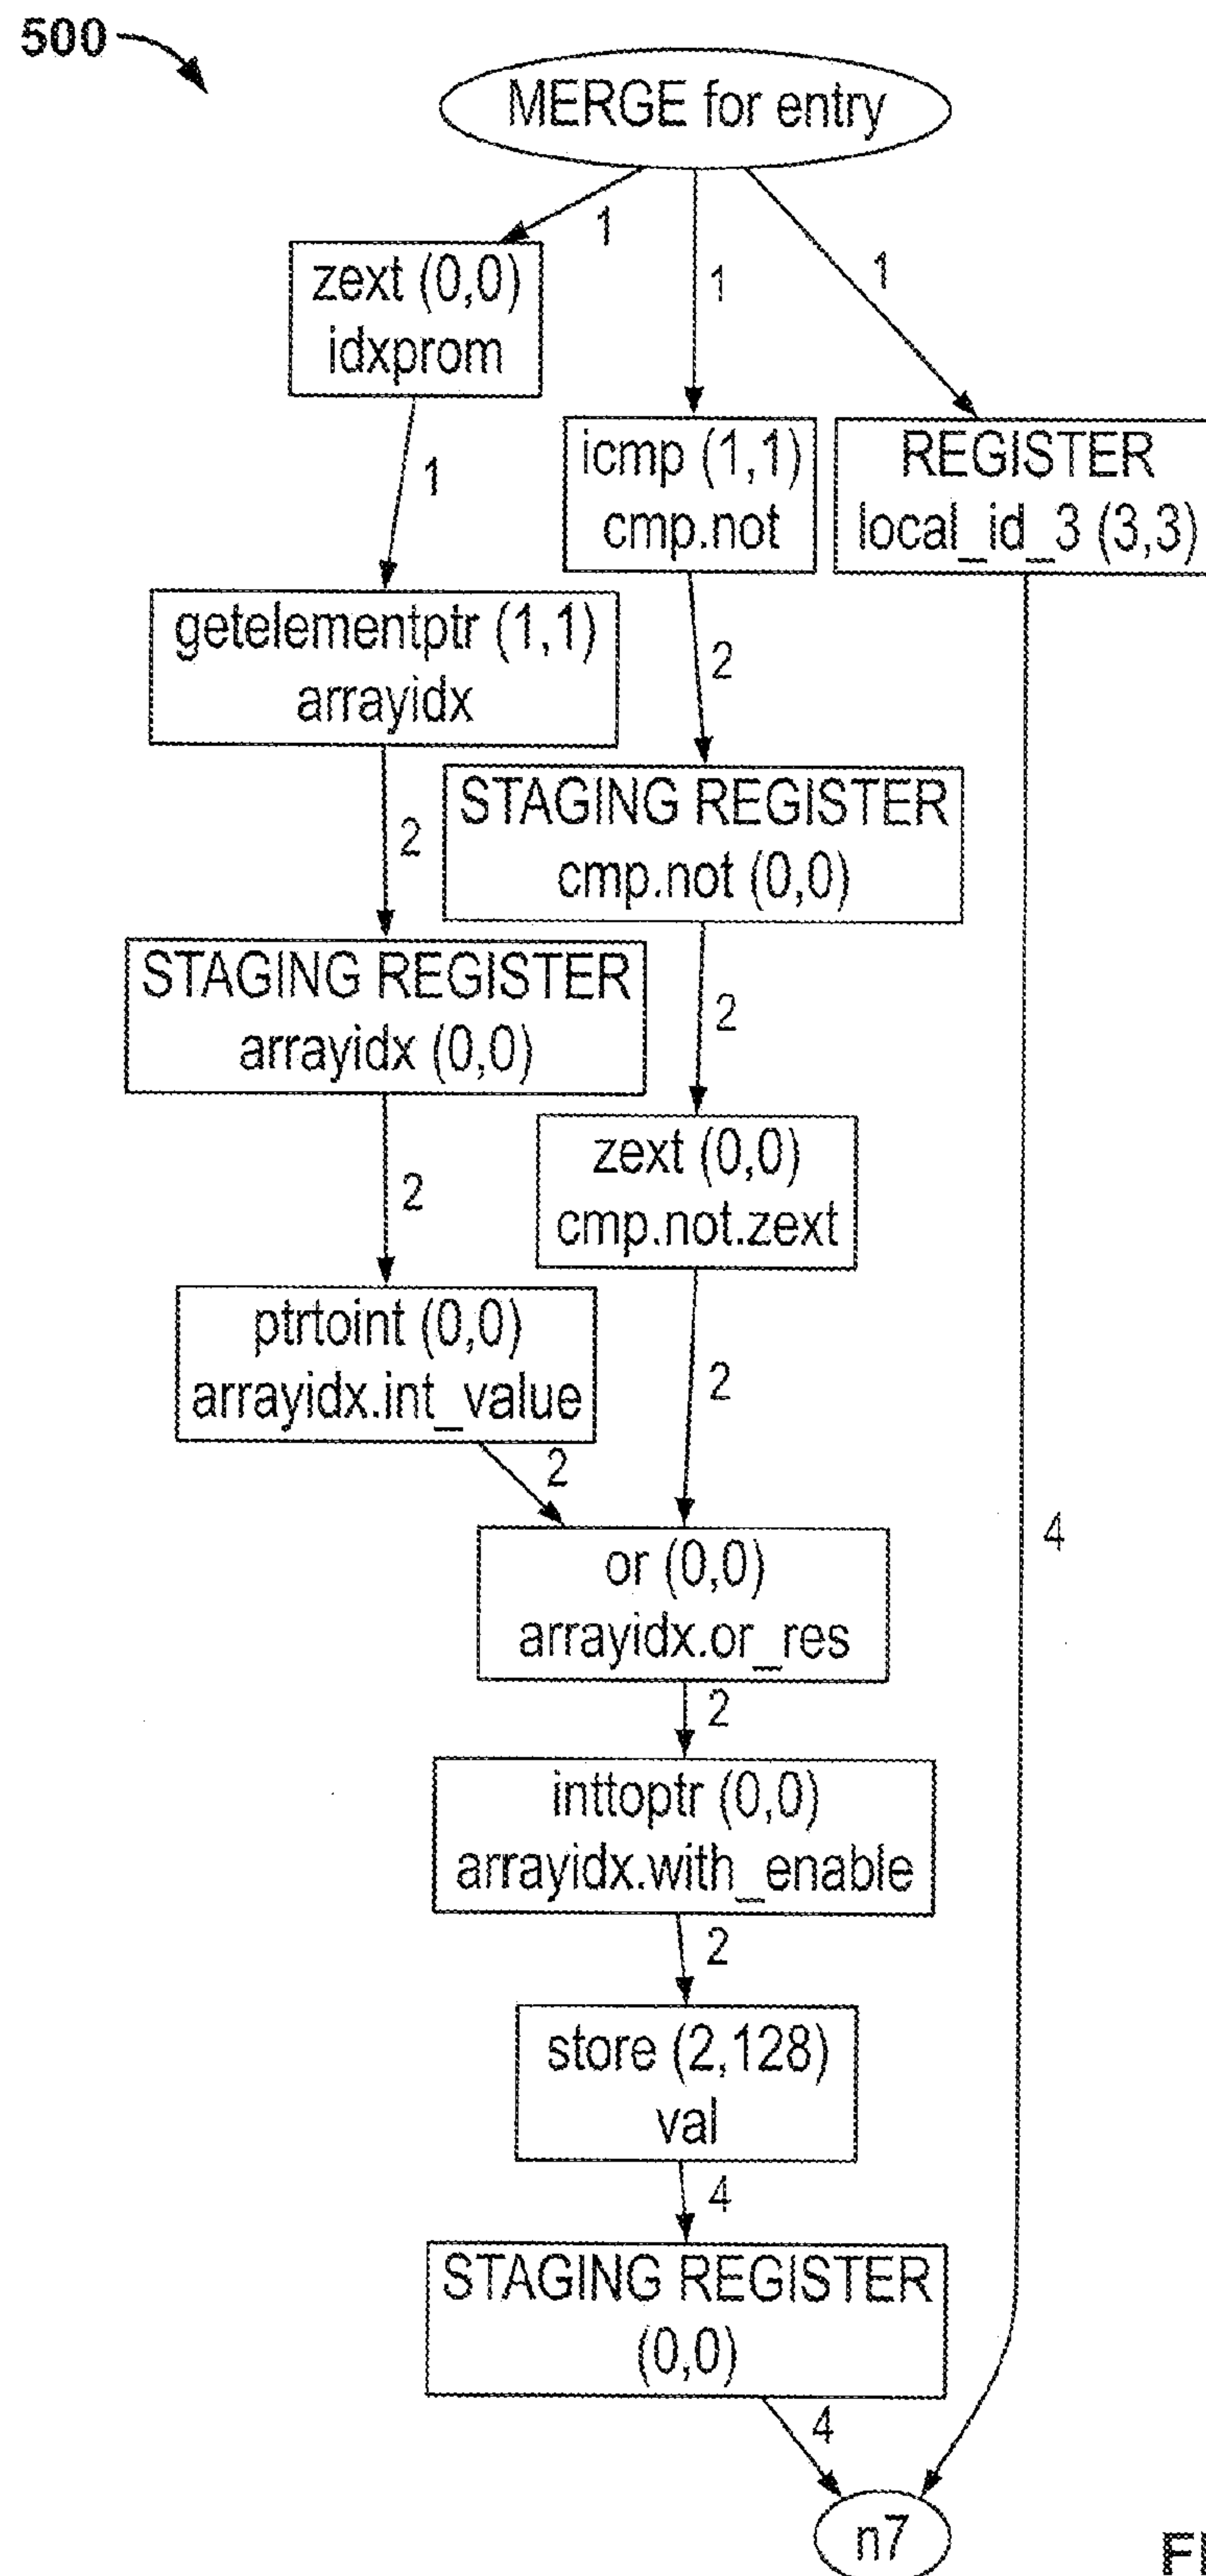 500
MERGE for entry
1
1
1
zext (0,0)
idxprom
1
icmp (1,1)
cmp.not
REGISTER
local_id_3 (3,3)
getelementptr (1,1)
arrayidx
2
2
STAGING REGISTER
cmp.not (0,0)
STAGING REGISTER
arrayidx (0,0)
2
2
zext (0,0)
cmp.not.zext
ptrtoint (0,0)
arrayidx.int_value
2
2
or (0,0)
arrayidx.or_res
4
2
inttoptr (0,0)
arrayidx.with_enable
2
store (2,128)
val
4
STAGING REGISTER
(0,0)
4
n7